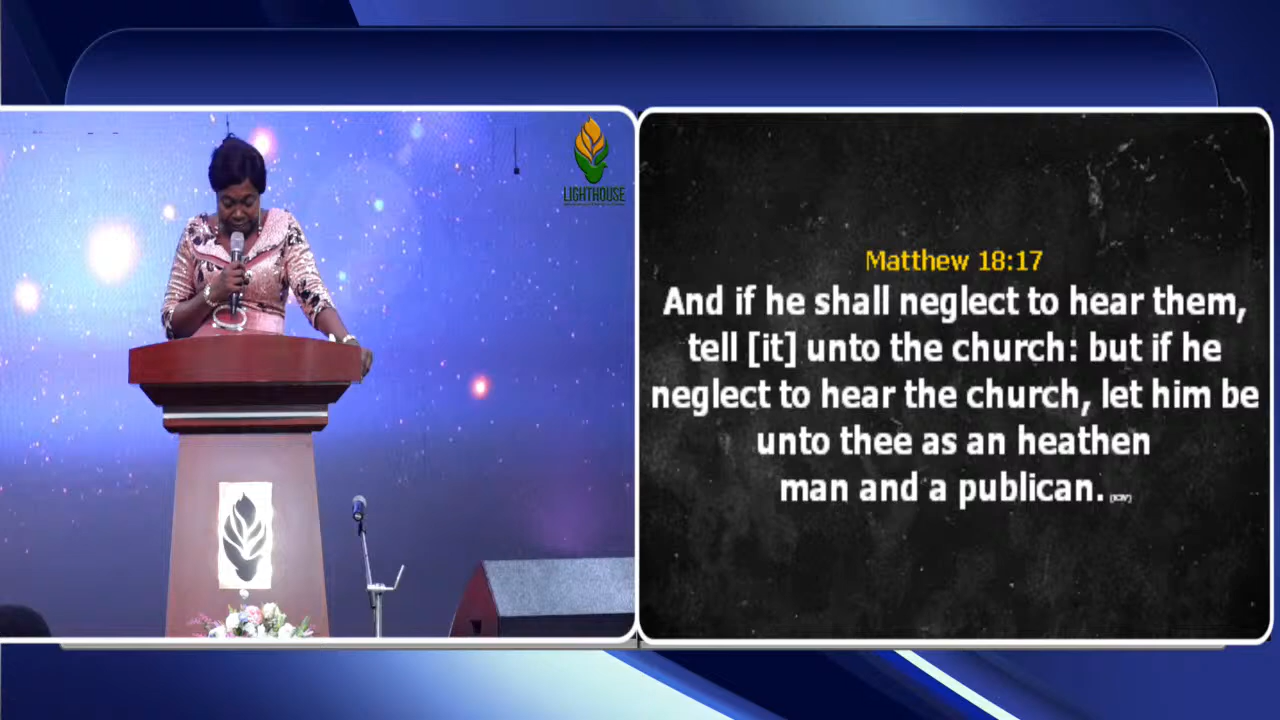 LIGHTHOUSE
Matthew 18:17
And if he shall neglect to hear them,
tell [it] unto the church: but if he
neglect to hear the church, let him be
unto thee as an heathen
man and a publican.